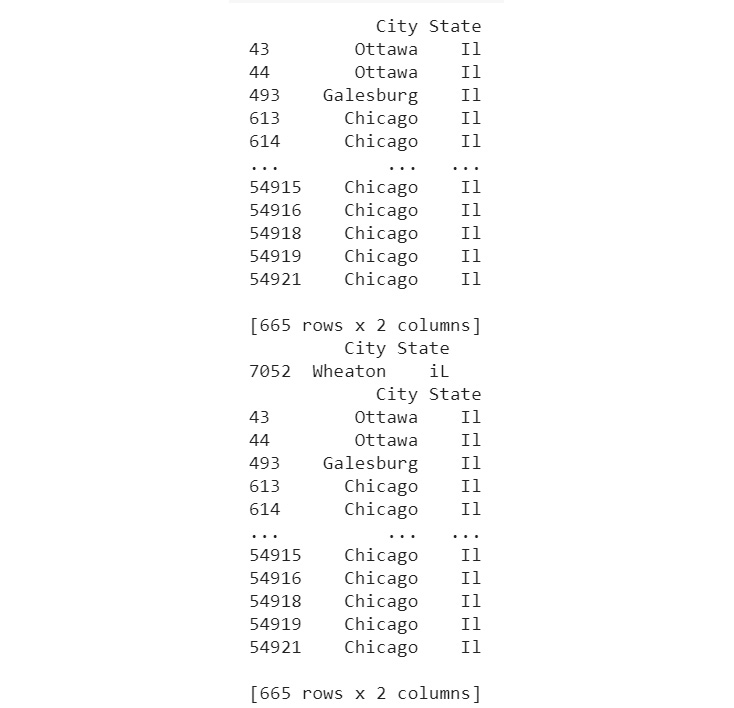 City State
43 Ottawa Il
44 Ottawa Il
493 Galesburg Il
613 Chicago Il
614 Chicago Il
... ... ...
54915 Chicago Il
54916 Chicago Il
54918 Chicago Il
54919 Chicago Il
54921 Chicago Il
[665 rows x 2 columns]
City State
7052 Wheaton iL
City State
43 Ottawa Il
44 Ottawa Il
493 Galesburg Il
613 Chicago Il
614 Chicago Il
... ... ...
54915 Chicago Il
54916 Chicago Il
54918 Chicago Il
54919 Chicago Il
54921 Chicago Il
[665 rows x 2 columns]